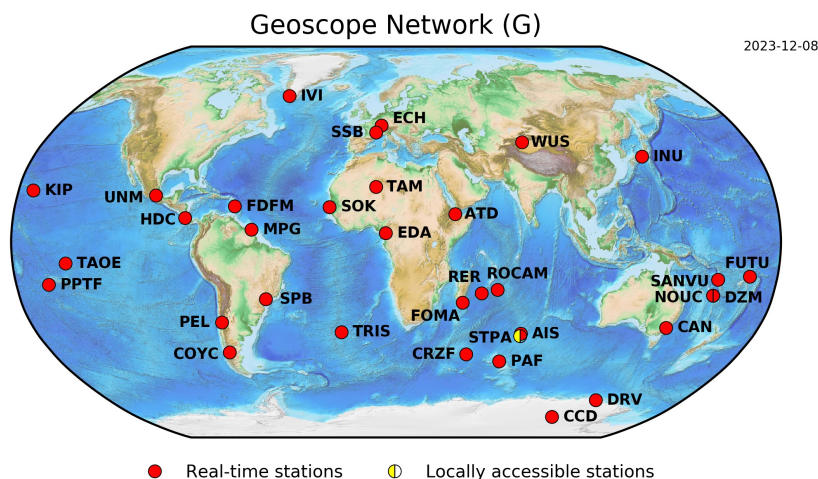 Geoscope Network (G)
2023-12-08
IVI
ECH
SSB
WUS
INU
KIP
UNM
TAM
HDC
FDFM
SOK
ATD
MPG
EDA
TAOE
FUTU
PPTF
RER
ROCAM
SANVU
SPB
NOUC
DZM
FOMA
PEL
TRIS
STPA
AIS
CAN
COYC
CRZF
PAF
DRV
CCD
Real-time stations
Locally accessible stations